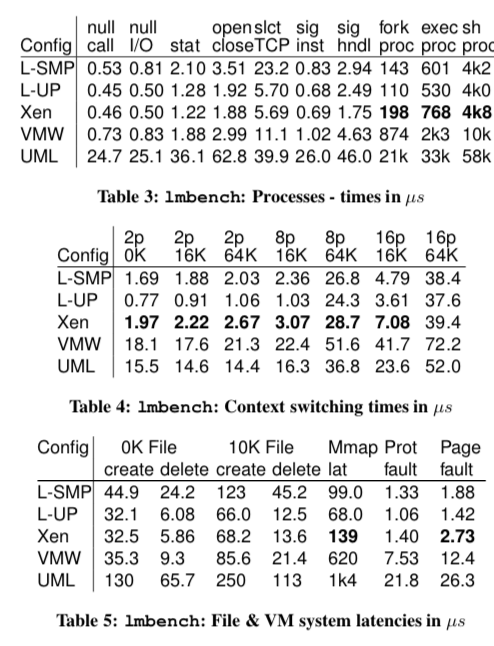 null null open slct sig sig fork exec sh
Config call I/O stat close TCP inst hndl proc proc proc
L-SMP 0.53 0.81 2.10 3.51 23.2 0.83 2.94 143 601 4k2
L-UP 0.45 0.50 1.28 1.92 5.70 0.68 2.49 110 530 4k0
Xen 0.46 0.50 1.22 1.88 5.69 0.69 1.75 198 768 4k8
VMW 0.73 0.83 1.88 2.99 11.1 1.02 4.63 874 2k3 10k
UML 24.7 25.1 36.1 62.8 39.9 26.0 46.0 21k 33k 58k
Table 3: lmbench: Processes - times in µs
2p 2p 2p 8p 8p 16p 16p
Config 0K 16K 64K 16K 64K 16K 64K
L-SMP 1.69 1.88 2.03 2.36 26.8 4.79 38.4
L-UP 0.77 0.91 1.06 1.03 24.3 3.61 37.6
Xen 1.97 2.22 2.67 3.07 28.7 7.08 39.4
VMW 18.1 17.6 21.3 22.4 51.6 41.7 72.2
UML 15.5 14.6 14.4 16.3 36.8 23.6 52.0
Table 4: lmbench: Context switching times in µs
Config 0K File 10K File Mmap Prot Page
create delete create delete lat fault fault
L-SMP 44.9 24.2 123 45.2 99.0 1.33 1.88
L-UP 32.1 6.08 66.0 12.5 68.0 1.06 1.42
Xen 32.5 5.86 68.2 13.6 139 1.40 2.73
VMW 35.3 9.3 85.6 21.4 620 7.53 12.4
UML 130 65.7 250 113 1k4 21.8 26.3
Table 5: lmbench: File & VM system latencies in µs